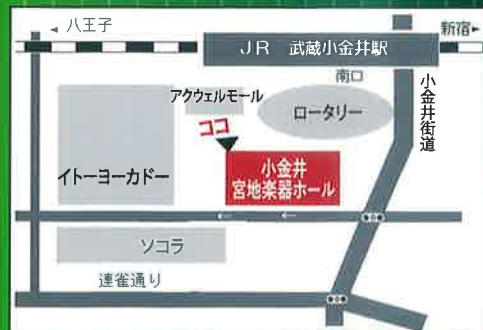 八王子
新宿
JR 武蔵小金井駅
南口
小金井街道
アクウェルモール
ロータリー
ココ
イトーヨーカドー
小金井
宮地楽器ホール
ソコラ
連雀通り